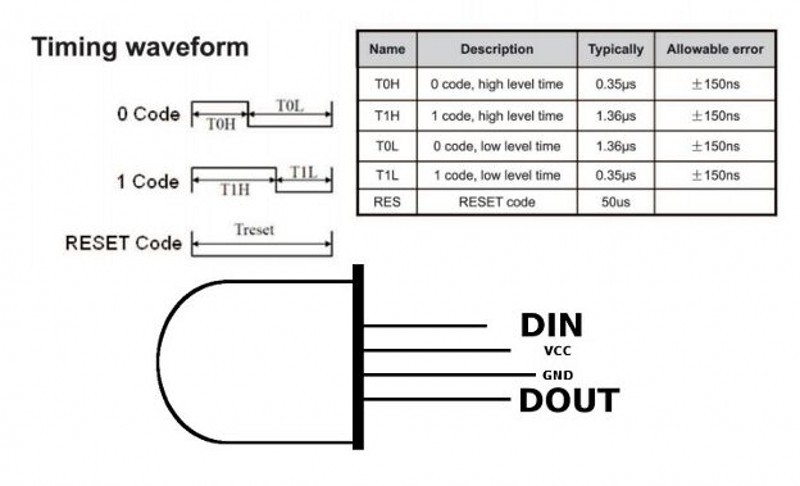 Timing waveform
0 Code T0H T0L
1 Code T1H T1L
RESET Code Treset
Name Description Typically Allowable error
T0H 0 code, high level time 0.35µs ±150ns
T1H 1 code, high level time 1.36µs ±150ns
T0L 0 code, low level time 1.36µs ±150ns
T1L 1 code, low level time 0.35µs ±150ns
RES RESET code 50us
DIN
VCC
GND
DOUT